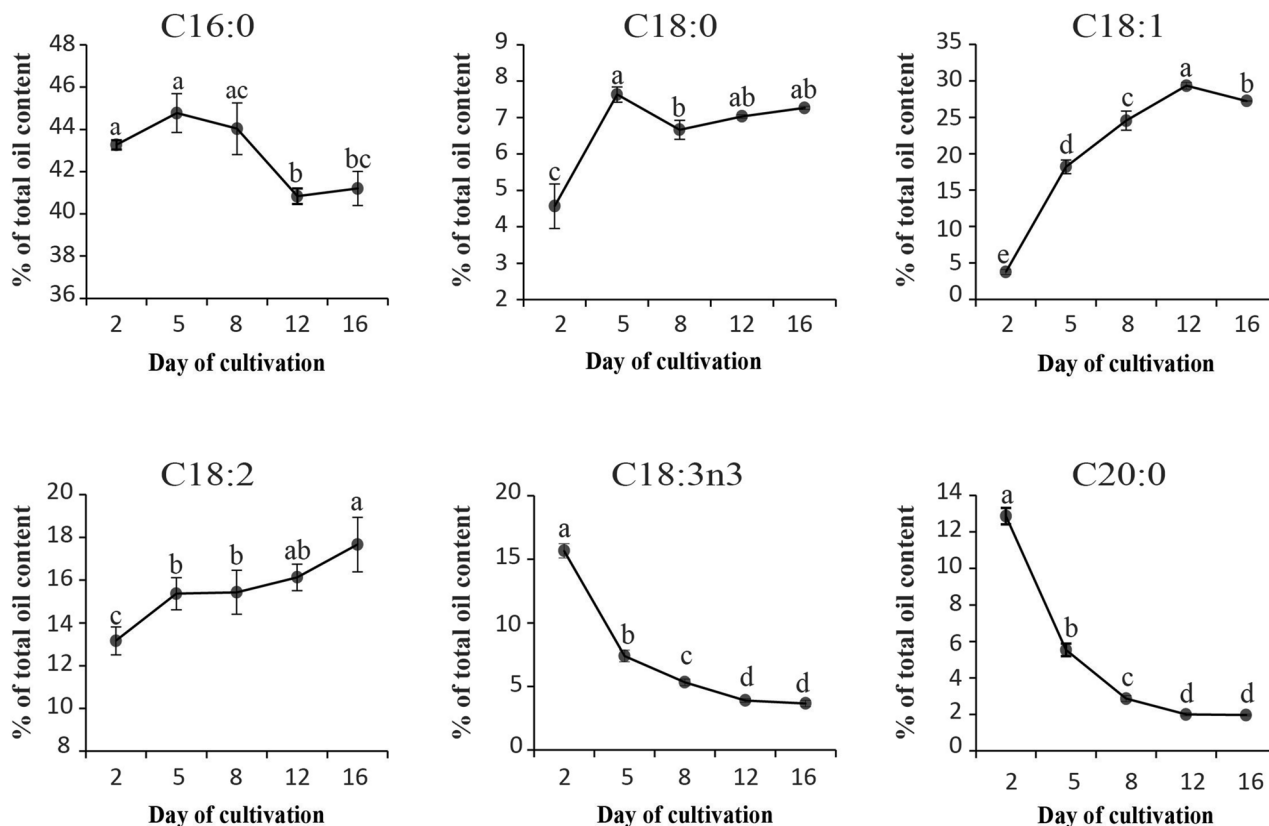 C16:0
% of total oil content
48
46
44
42
40
38
36
a
a
ac
b
bc
2 5 8 12 16
Day of cultivation
C18:0
% of total oil content
9
8
7
6
5
4
3
2
c
a
b
ab
ab
2 5 8 12 16
Day of cultivation
C18:1
% of total oil content
35
30
25
20
15
10
5
0
e
d
c
a
b
2 5 8 12 16
Day of cultivation
C18:2
% of total oil content
20
18
16
14
12
10
8
c
b
b
ab
a
2 5 8 12 16
Day of cultivation
C18:3n3
% of total oil content
20
15
10
5
0
a
b
c
d
d
2 5 8 12 16
Day of cultivation
C20:0
% of total oil content
14
12
10
8
6
4
2
0
a
b
c
d
d
2 5 8 12 16
Day of cultivation